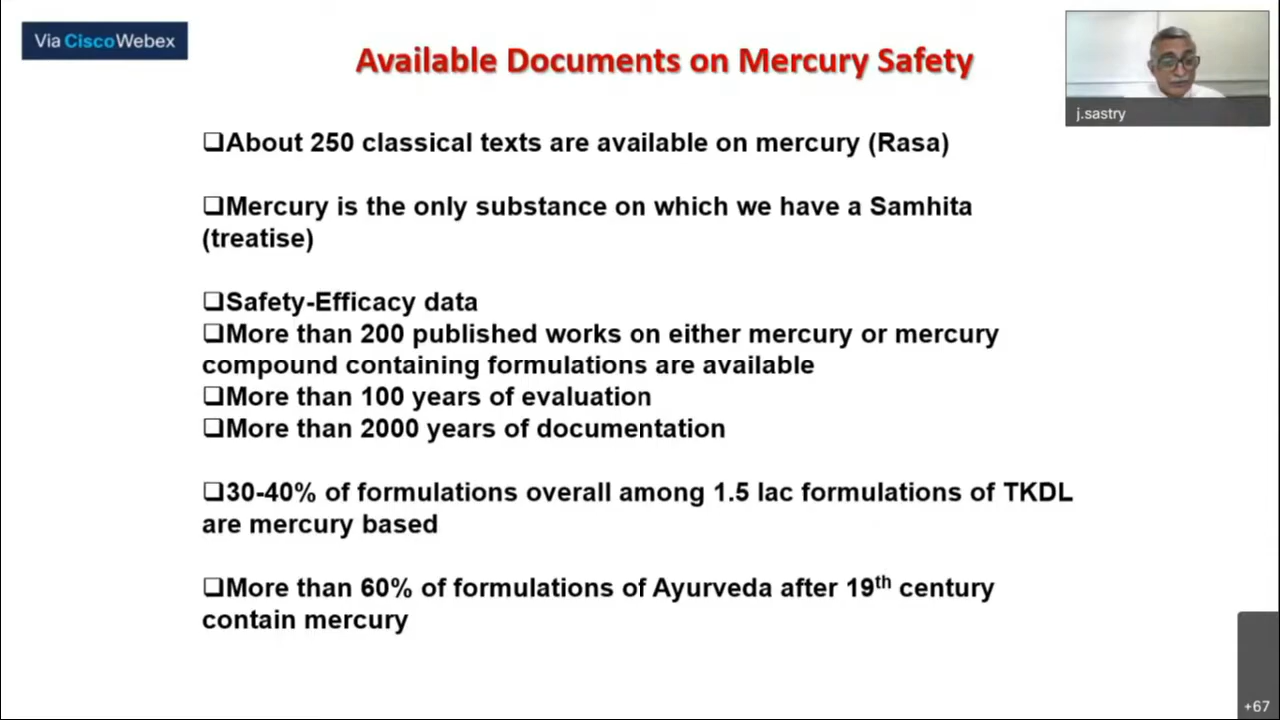 Via CiscoWebex
Available Documents on Mercury Safety
j.sastry
❑About 250 classical texts are available on mercury (Rasa)
❑Mercury is the only substance on which we have a Samhita
(treatise)
❑Safety-Efficacy data
❑More than 200 published works on either mercury or mercury
compound containing formulations are available
❑More than 100 years of evaluation
❑More than 2000 years of documentation
❑30-40% of formulations overall among 1.5 lac formulations of TKDL
are mercury based
❑More than 60% of formulations of Ayurveda after 19th century
contain mercury
+67